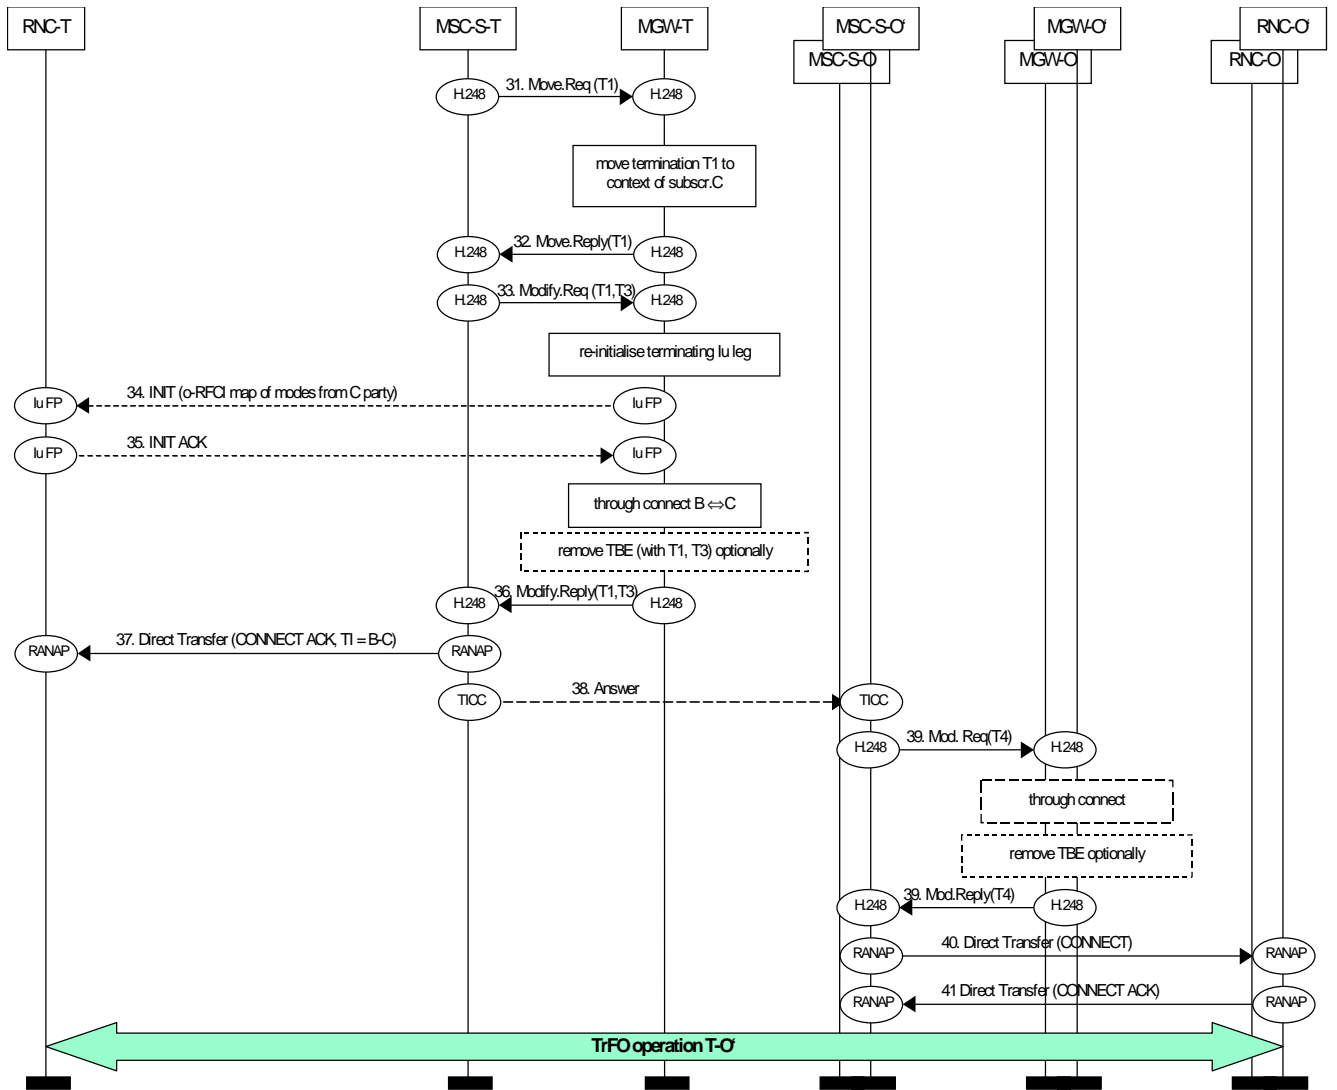 RNC-T
MSC-S-T
MGW-T
MSC-S-O'
MGW-O'
RNC-O'
MSC-S-O
MGW-O
RNC-O
31. Move.Req (T1)
H.248
H.248
move termination T1 to
context of subscr.C
32. Move.Reply(T1)
H.248
H.248
33. Modify.Req (T1,T3)
H.248
H.248
re-initialise terminating Iu leg
34. INIT (o-RFCI map of modes from C party)
Iu FP
Iu FP
35. INIT ACK
Iu FP
Iu FP
through connect B ⇔ C
remove TBE (with T1, T3) optionally
36. Modify.Reply(T1,T3)
H.248
H.248
37. Direct Transfer (CONNECT ACK, TI = B-C)
RANAP
RANAP
38. Answer
TICC
TICC
39. Mod. Req(T4)
H.248
H.248
through connect
remove TBE optionally
39. Mod.Reply(T4)
H.248
H.248
40. Direct Transfer (CONNECT)
RANAP
RANAP
41 Direct Transfer (CONNECT ACK)
RANAP
RANAP
TrFO operation T-O'